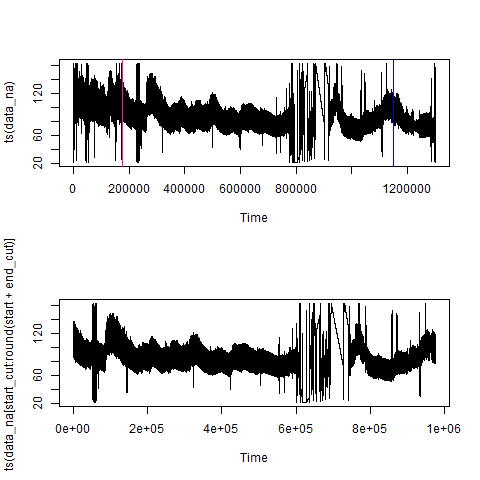 ts(data_na)
120
60
20
0
200000
400000
600000
800000
1200000
Time
ts(data_na[start_cut:round(start + end_cut)]
120
60
20
0e+00
2e+05
4e+05
6e+05
8e+05
1e+06
Time